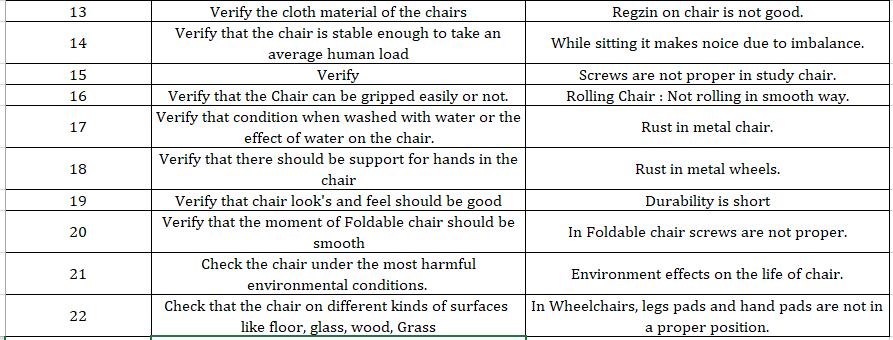 13 Verify the cloth material of the chairs Regzin on chair is not good.
14 Verify that the chair is stable enough to take an
average human load While sitting it makes noice due to imbalance.
15 Verify Screws are not proper in study chair.
16 Verify that the Chair can be gripped easily or not. Rolling Chair : Not rolling in smooth way.
17 Verify that condition when washed with water or the
effect of water on the chair. Rust in metal chair.
18 Verify that there should be support for hands in the
chair Rust in metal wheels.
19 Verify that chair look's and feel should be good Durability is short
20 Verify that the moment of Foldable chair should be
smooth In Foldable chair screws are not proper.
21 Check the chair under the most harmful
environmental conditions. Environment effects on the life of chair.
22 Check that the chair on different kinds of surfaces
like floor, glass, wood, Grass In Wheelchairs, legs pads and hand pads are not in
a proper position.